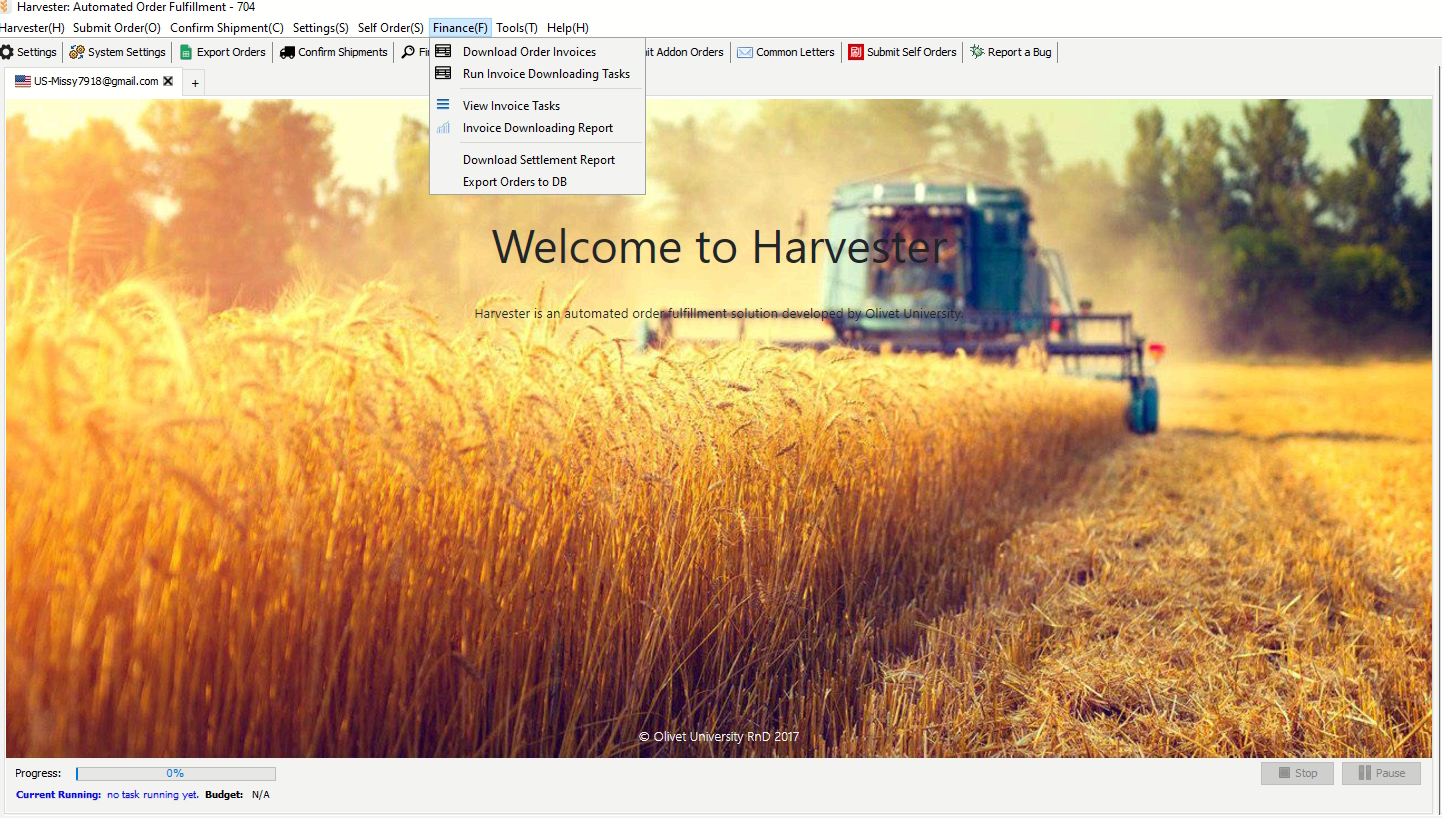 Harvester: Automated Order Fulfillment - 704
Harvester(H) Submit Order(O) Confirm Shipment(C) Settings(S) Self Order(S) Finance(F) Tools(T) Help(H)
Settings System Settings Export Orders Confirm Shipments Addon Orders Common Letters Submit Self Orders Report a Bug
US-Missy7918@gmail.com +
Download Order Invoices
Run Invoice Downloading Tasks
View Invoice Tasks
Invoice Downloading Report
Download Settlement Report
Export Orders to DB
Welcome to Harvester
Harvester is an automated order fulfillment solution developed by Olivet University.
© Olivet University RnD 2017
Progress: 0% Stop Pause
Current Running: no task running yet. Budget: N/A